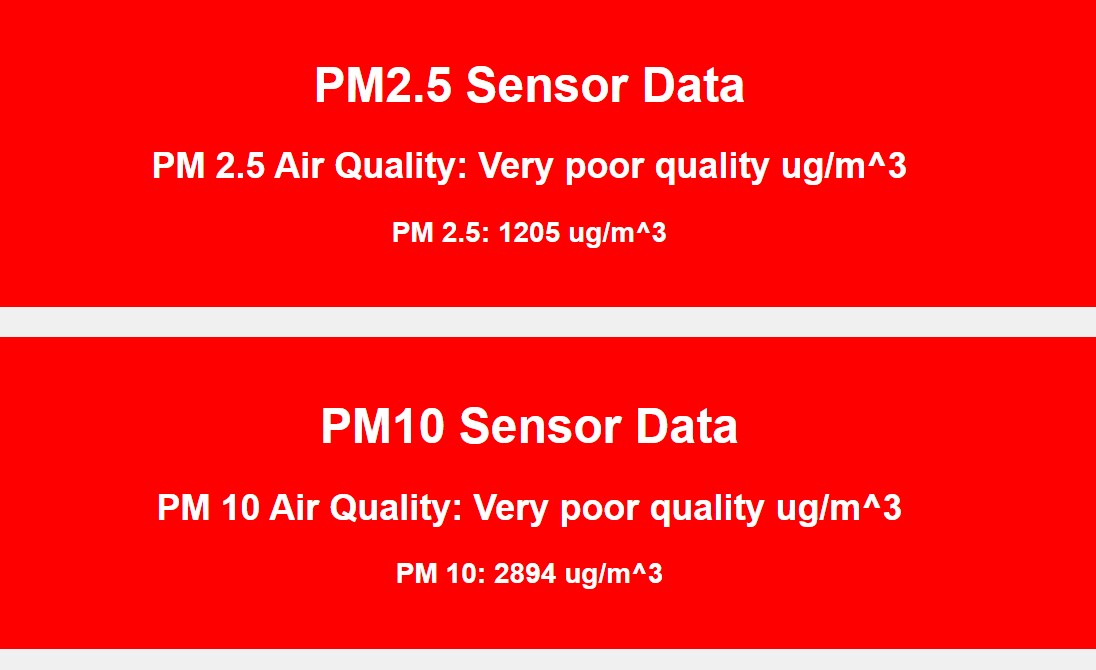 PM2.5 Sensor Data
PM 2.5 Air Quality: Very poor quality ug/m^3
PM 2.5: 1205 ug/m^3
PM10 Sensor Data
PM 10 Air Quality: Very poor quality ug/m^3
PM 10: 2894 ug/m^3